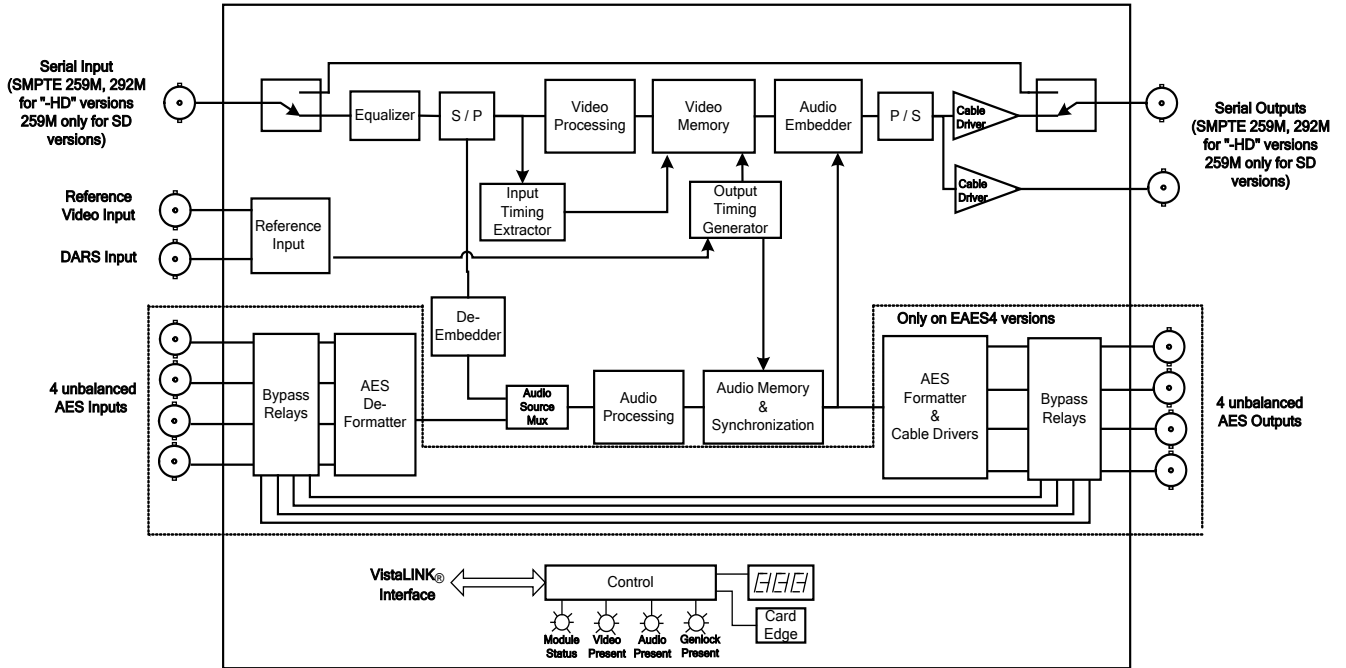 Serial Input
(SMPTE 259M, 292M
for "-HD" versions
259M only for SD
versions)
Equalizer
S / P
Video
Processing
Video
Memory
Audio
Embedder
P / S
Cable
Driver
Cable
Driver
Serial Outputs
(SMPTE 259M, 292M
for "-HD" versions
259M only for SD
versions)
Reference
Video Input
DARS Input
Reference
Input
Input
Timing
Extractor
Output
Timing
Generator
De-
Embedder
Only on EAES4 versions
4 unbalanced
AES Inputs
Bypass
Relays
AES
De-
Formatter
Audio
Source
Mux
Audio
Processing
Audio Memory
&
Synchronization
AES
Formatter
&
Cable Drivers
Bypass
Relays
4 unbalanced
AES Outputs
VistaLINK®
Interface
Control
Card
Edge
Module
Status
Video
Present
Audio
Present
Genlock
Present